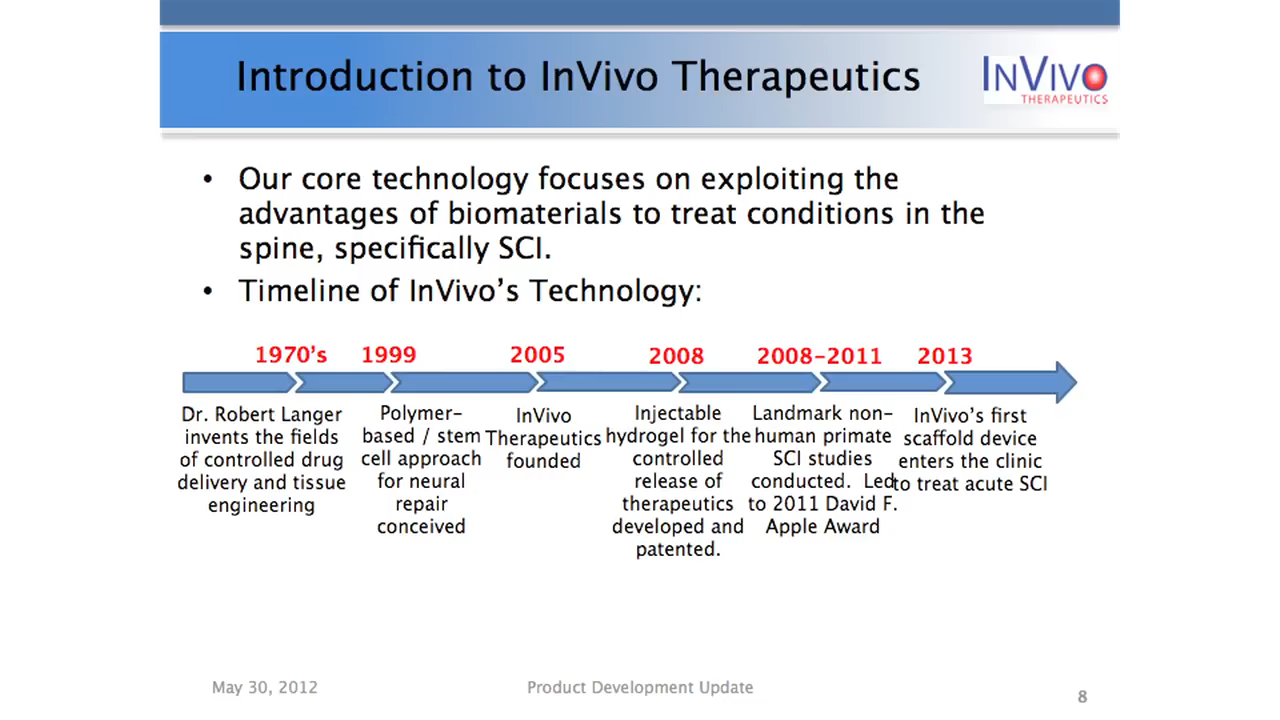 Introduction to InVivo Therapeutics
INVIVO
THERAPEUTICS
• Our core technology focuses on exploiting the
advantages of biomaterials to treat conditions in the
spine, specifically SCI.
• Timeline of InVivo's Technology:
1970's
1999
2005
2008
2008-2011
2013
Dr. Robert Langer
invents the fields
of controlled drug
delivery and tissue
engineering
Polymer-
based / stem
cell approach
for neural
repair
conceived
InVivo
Therapeutics
founded
Injectable
hydrogel for the
controlled
release of
therapeutics
developed and
patented.
Landmark non-
human primate
SCI studies
conducted. Led
to 2011 David F.
Apple Award
InVivo's first
scaffold device
enters the clinic
to treat acute SCI
May 30, 2012
Product Development Update
8